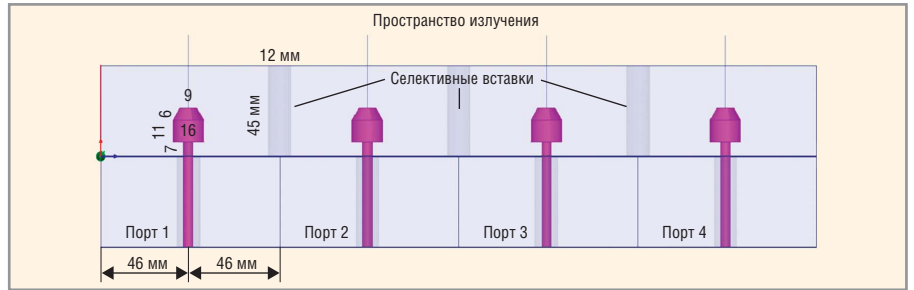 Пространство излучения
12 мм
Селективные вставки
9
6
11
16
7
45 мм
Порт 1
Порт 2
Порт 3
Порт 4
46 мм
46 мм